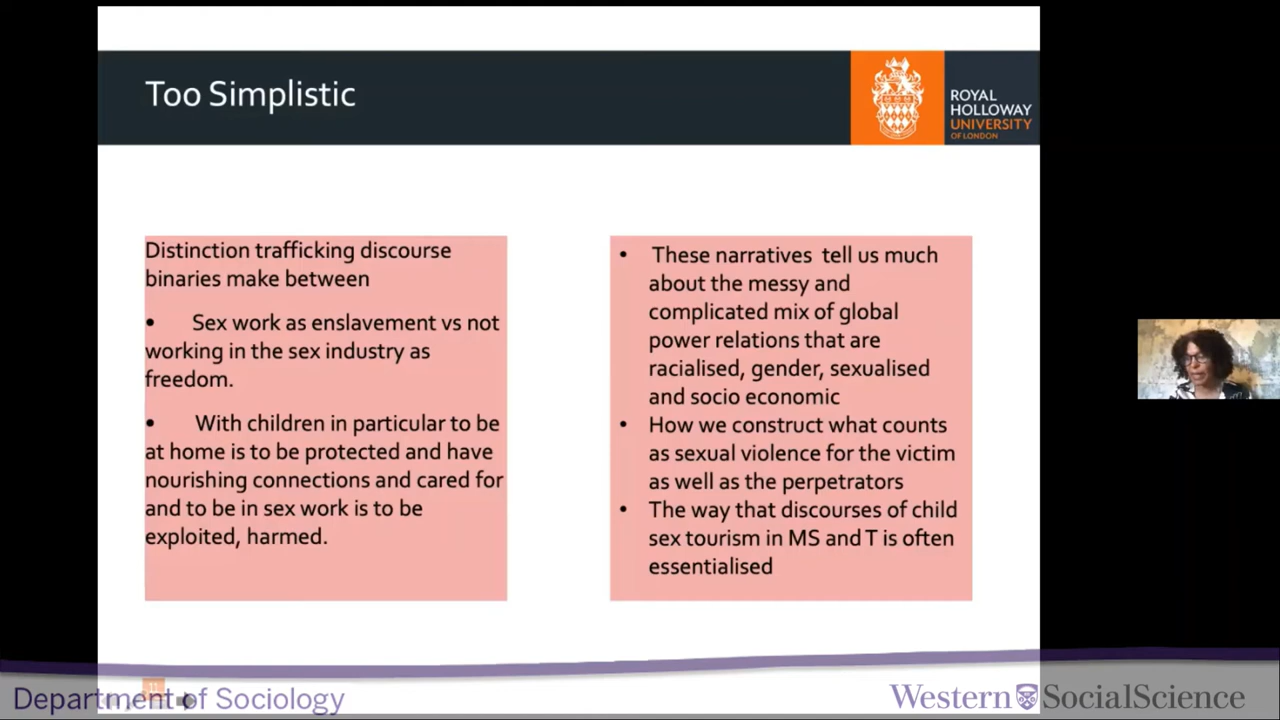 Too Simplistic
ROYAL
HOLLOWAY
UNIVERSITY
OF LONDON
Distinction trafficking discourse
binaries make between
• Sex work as enslavement vs not
working in the sex industry as
freedom.
• With children in particular to be
at home is to be protected and have
nourishing connections and cared for
and to be in sex work is to be
exploited, harmed.
• These narratives tell us much
about the messy and
complicated mix of global
power relations that are
racialised, gender, sexualised
and socio economic
• How we construct what counts
as sexual violence for the victim
as well as the perpetrators
• The way that discourses of child
sex tourism in MS and T is often
essentialised
11
Department of Sociology
Western SocialScience